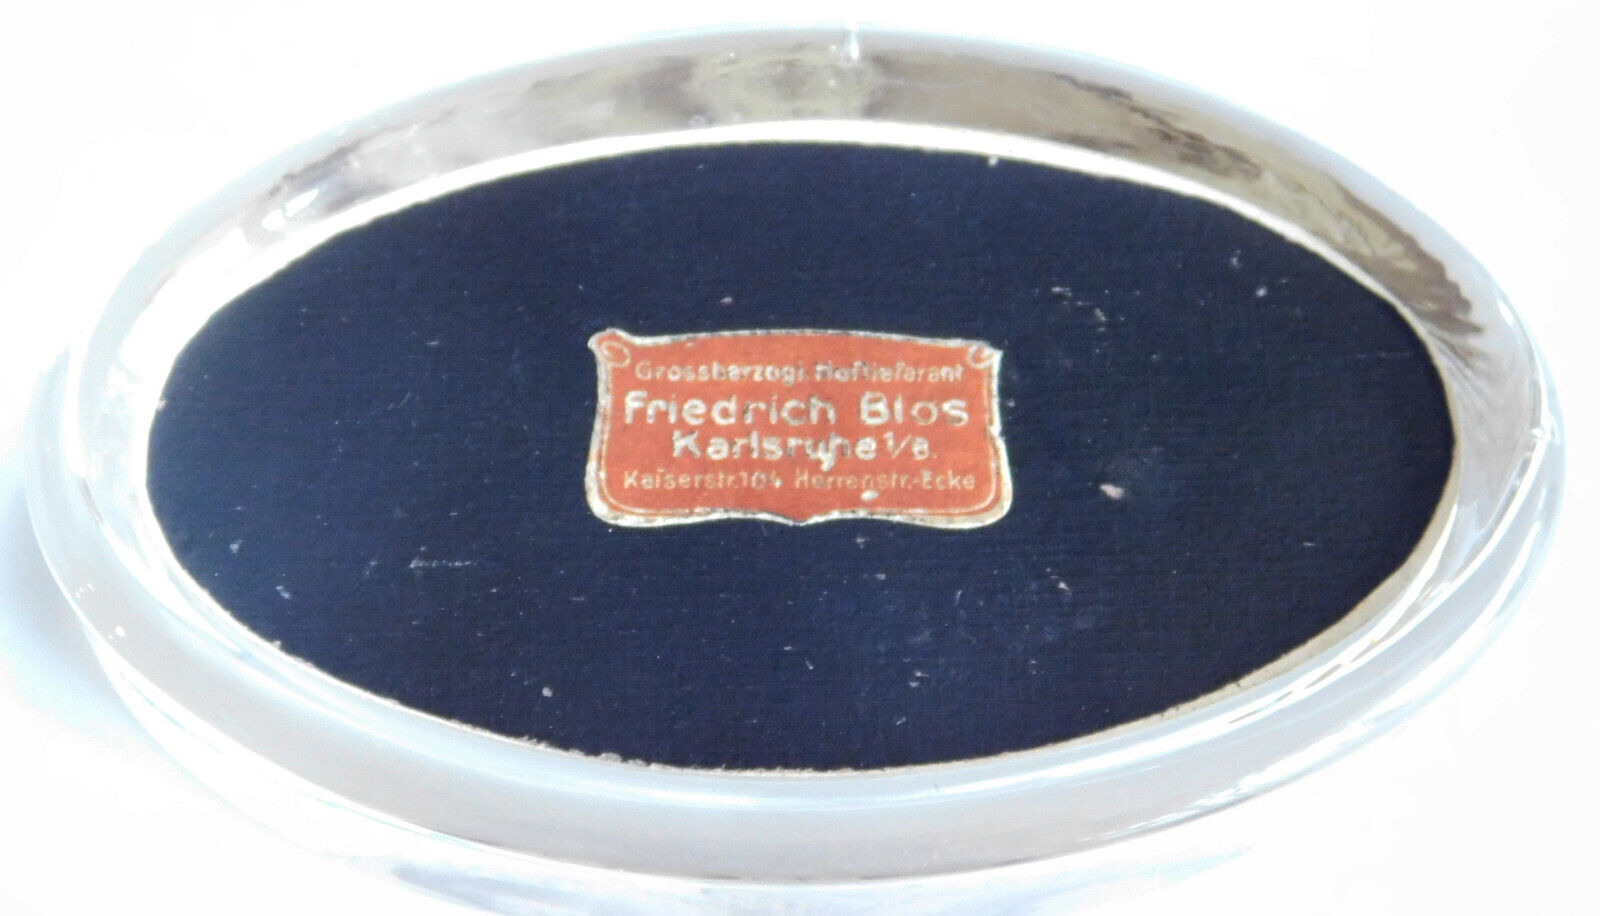 Grossherzogl. Hoflieferant
Friedrich Blos
Karlsruhe i/B.
Kaiserstr. 104 Herrenstr.-Ecke